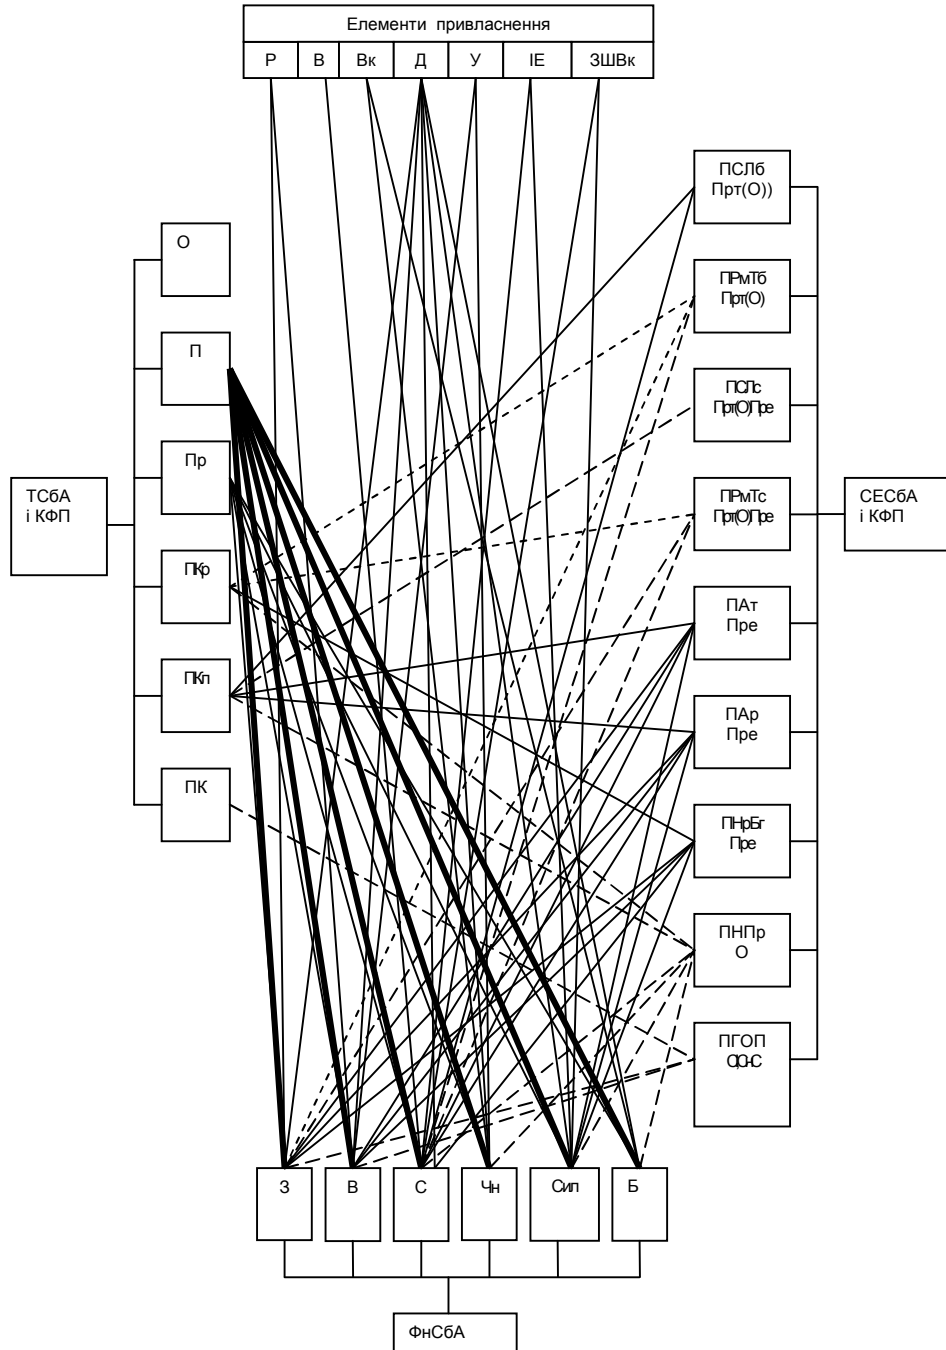 Елементи привласнення
Р В Вк Д У ІЕ ЗШВк
ПСЛб
Прт(О))
О
ПРмТб
Прт(О)
П
ПСЛс
Прт(О)Пре
Пр
ТСбА
і КФП
ПРмТс
Прт(О)Пре
СЕСбА
і КФП
ПКр
ПАт
Пре
ПКп
ПАр
Пре
ПК
ПНрБг
Пре
ПНПр
О
ПГОП
З В С Чн Сип Б
ФнСбА